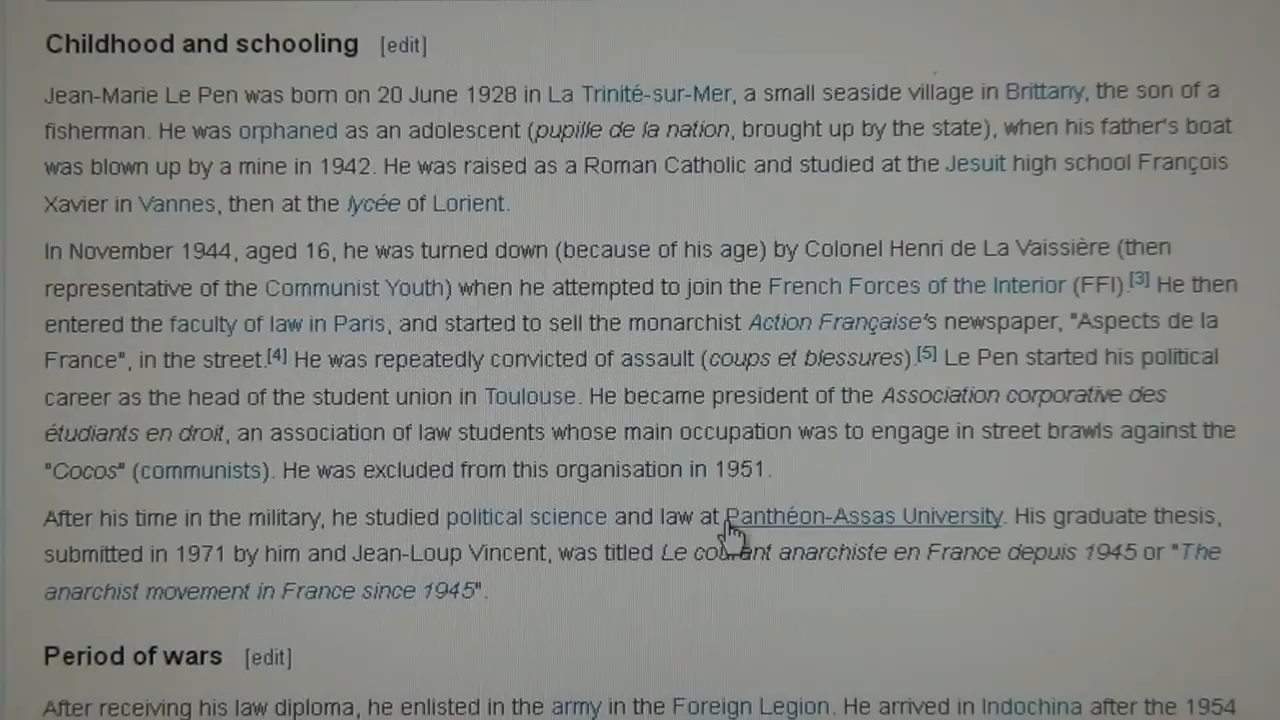 Childhood and schooling [edit]
Jean-Marie Le Pen was born on 20 June 1928 in La Trinité-sur-Mer, a small seaside village in Brittany, the son of a
fisherman. He was orphaned as an adolescent (pupille de la nation, brought up by the state), when his father's boat
was blown up by a mine in 1942. He was raised as a Roman Catholic and studied at the Jesuit high school François
Xavier in Vannes, then at the lycée of Lorient.
In November 1944, aged 16, he was turned down (because of his age) by Colonel Henri de La Vaissière (then
representative of the Communist Youth) when he attempted to join the French Forces of the Interior (FFI).[3] He then
entered the faculty of law in Paris, and started to sell the monarchist Action Française's newspaper, "Aspects de la
France", in the street.[4] He was repeatedly convicted of assault (coups et blessures).[5] Le Pen started his political
career as the head of the student union in Toulouse. He became president of the Association corporative des
étudiants en droit, an association of law students whose main occupation was to engage in street brawls against the
"Cocos" (communists). He was excluded from this organisation in 1951.
After his time in the military, he studied political science and law at Panthéon-Assas University. His graduate thesis,
submitted in 1971 by him and Jean-Loup Vincent, was titled Le courant anarchiste en France depuis 1945 or "The
anarchist movement in France since 1945".
Period of wars [edit]
After receiving his law diploma, he enlisted in the army in the Foreign Legion. He arrived in Indochina after the 1954